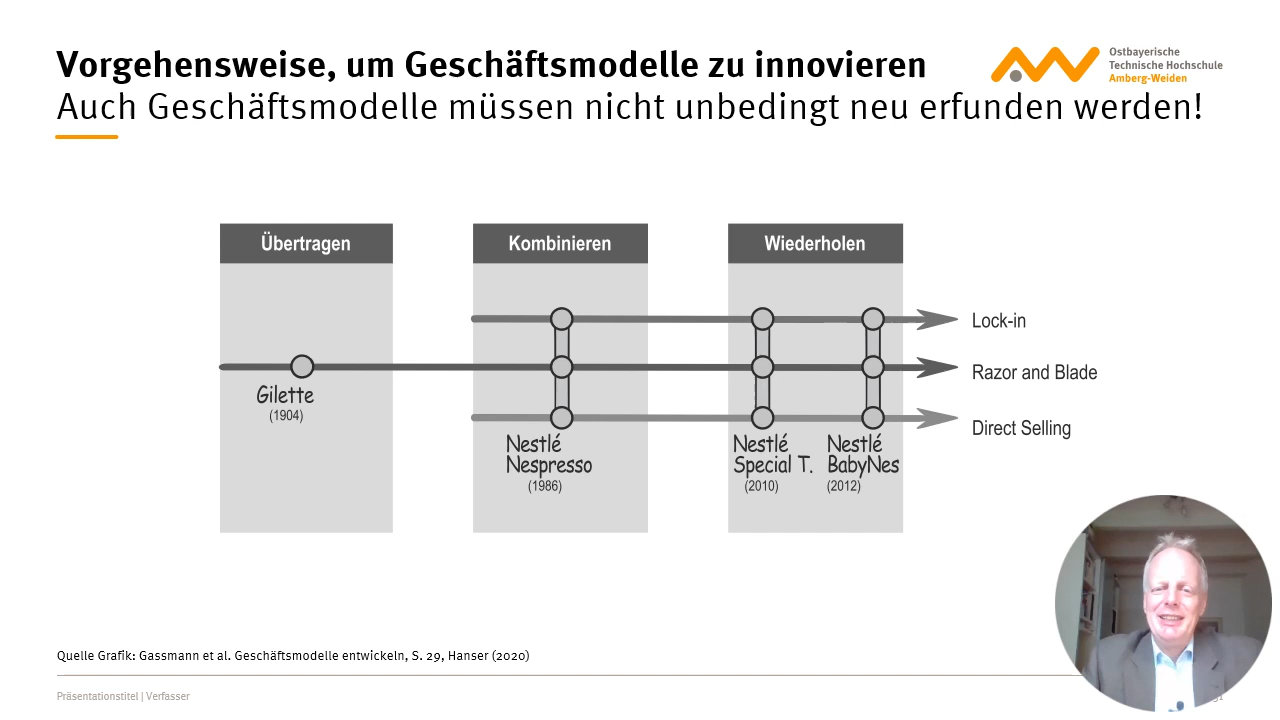 Vorgehensweise, um Geschäftsmodelle zu innovieren
Auch Geschäftsmodelle müssen nicht unbedingt neu erfunden werden!
Ostbayerische
Technische Hochschule
Amberg-Weiden
Übertragen
Kombinieren
Wiederholen
Lock-in
Razor and Blade
Direct Selling
Gilette
(1904)
Nestlé
Nespresso
(1986)
Nestlé
Special T.
(2010)
Nestlé
BabyNes
(2012)
Quelle Grafik: Gassmann et al. Geschäftsmodelle entwickeln, S. 29, Hanser (2020)
Präsentationstitel | Verfasser